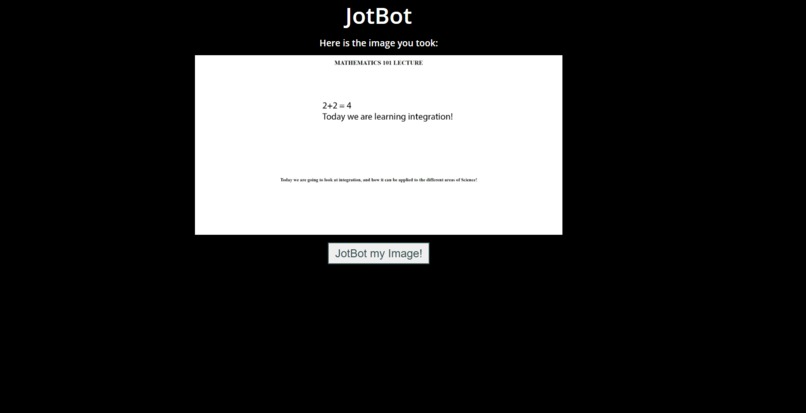 JotBot
Here is the image you took:
MATHEMATICS 101 LECTURE
2+2 = 4
Today we are learning integration!
Today we are going to look at integration, and how it can be applied to the different areas of Science!
JotBot my Image!